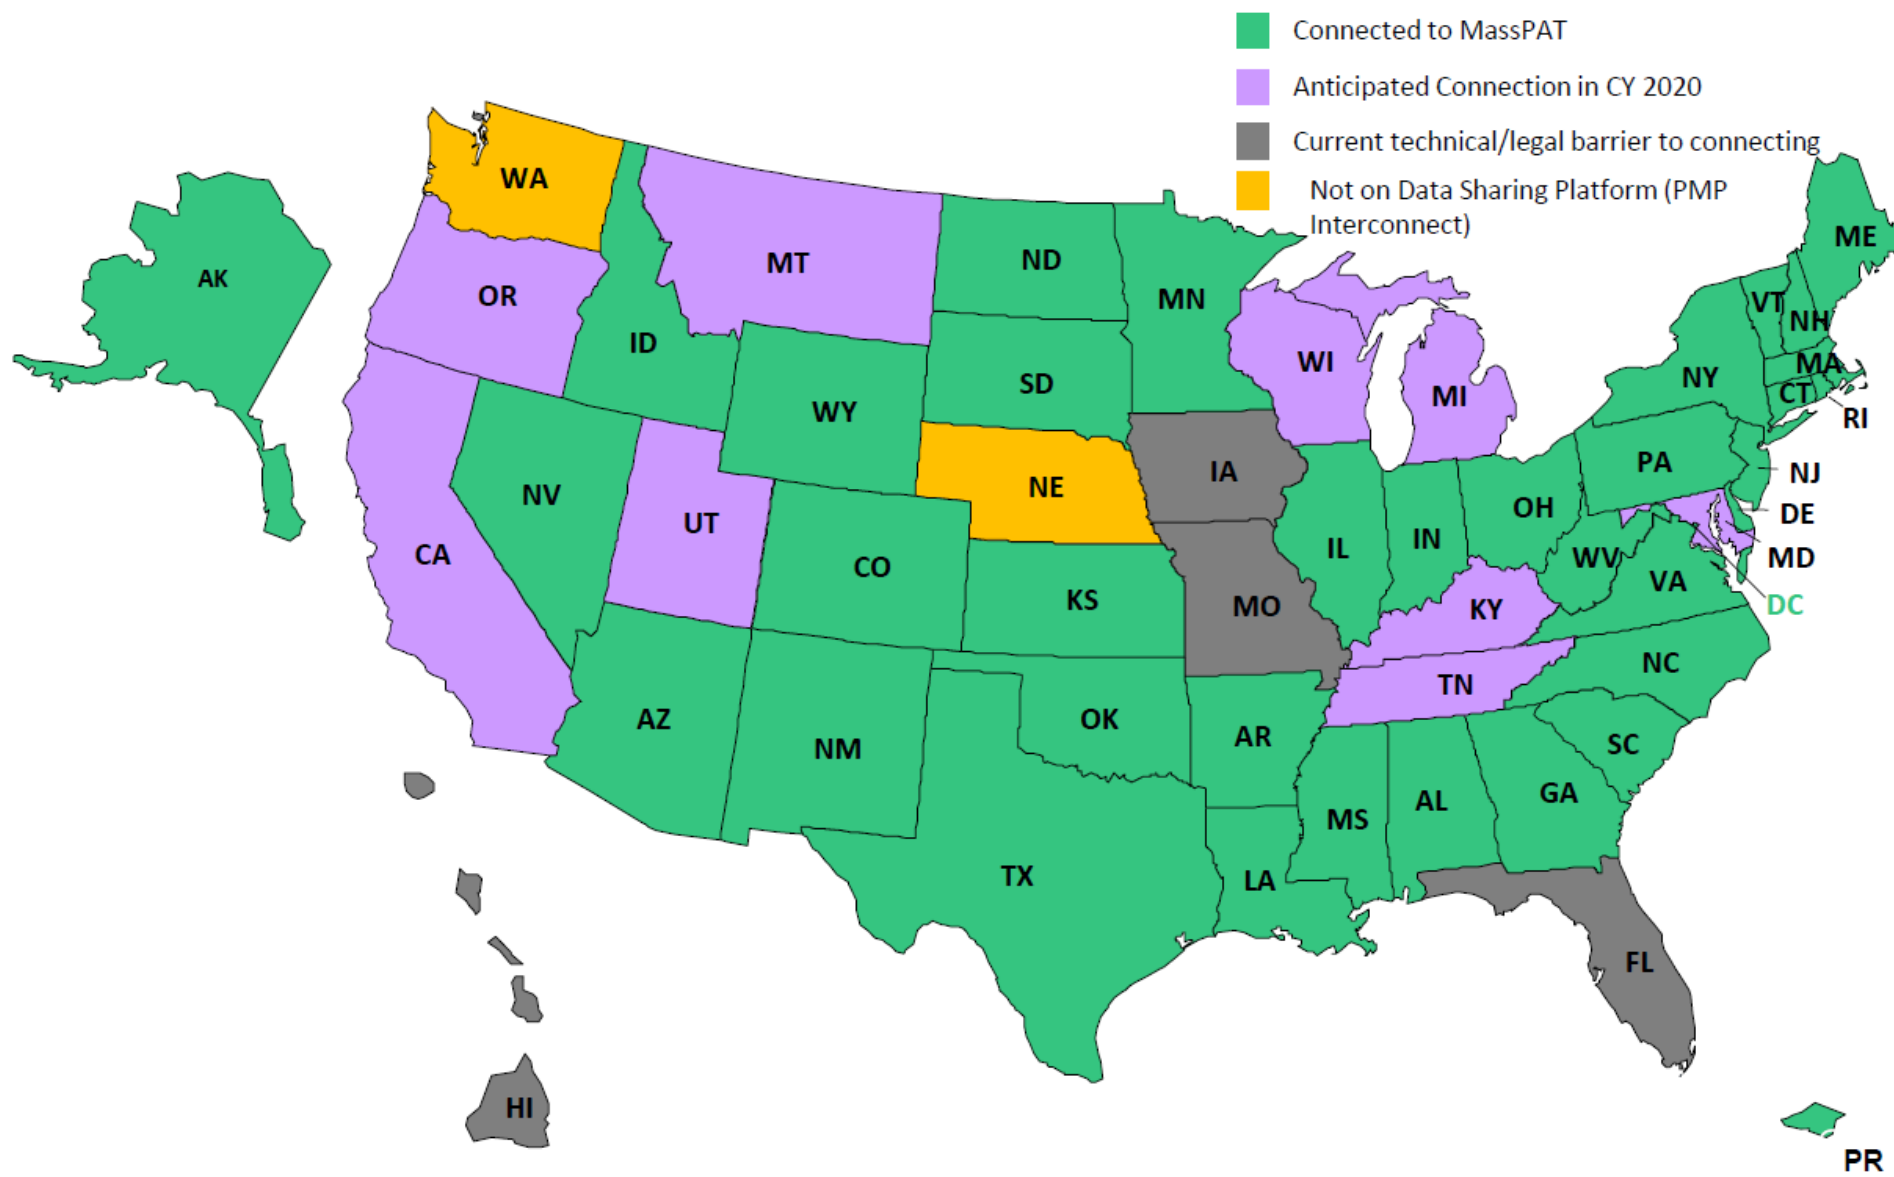 Connected to MassPAT
Anticipated Connection in CY 2020
Current technical/legal barrier to connecting
Not on Data Sharing Platform (PMP
Interconnect)
WA
AK
OR
MT
ID
ND
MN
SD
WY
WI
MI
ME
VT
NH
MA
NY
CT
RI
NV
UT
CA
CO
NE
IA
KS
MO
IL
IN
OH
PA
NJ
DE
MD
DC
WV
VA
KY
TN
NC
AZ
NM
OK
AR
TX
LA
MS
AL
GA
SC
FL
HI
PR